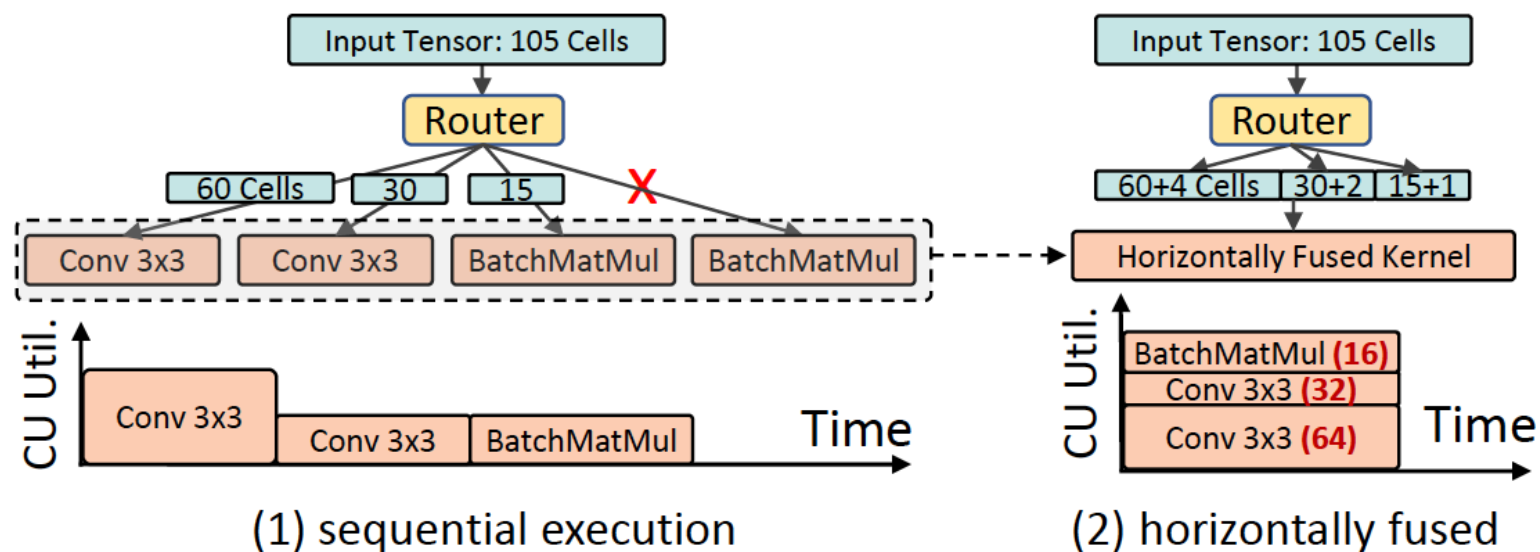 Input Tensor: 105 Cells
Router
60 Cells
30
15
X
Conv 3x3
Conv 3x3
BatchMatMul
BatchMatMul
CU Util.
Conv 3x3
Conv 3x3
BatchMatMul
Time
(1) sequential execution
Input Tensor: 105 Cells
Router
60+4 Cells
30+2
15+1
Horizontally Fused Kernel
CU Util.
BatchMatMul (16)
Conv 3x3 (32)
Conv 3x3 (64)
Time
(2) horizontally fused